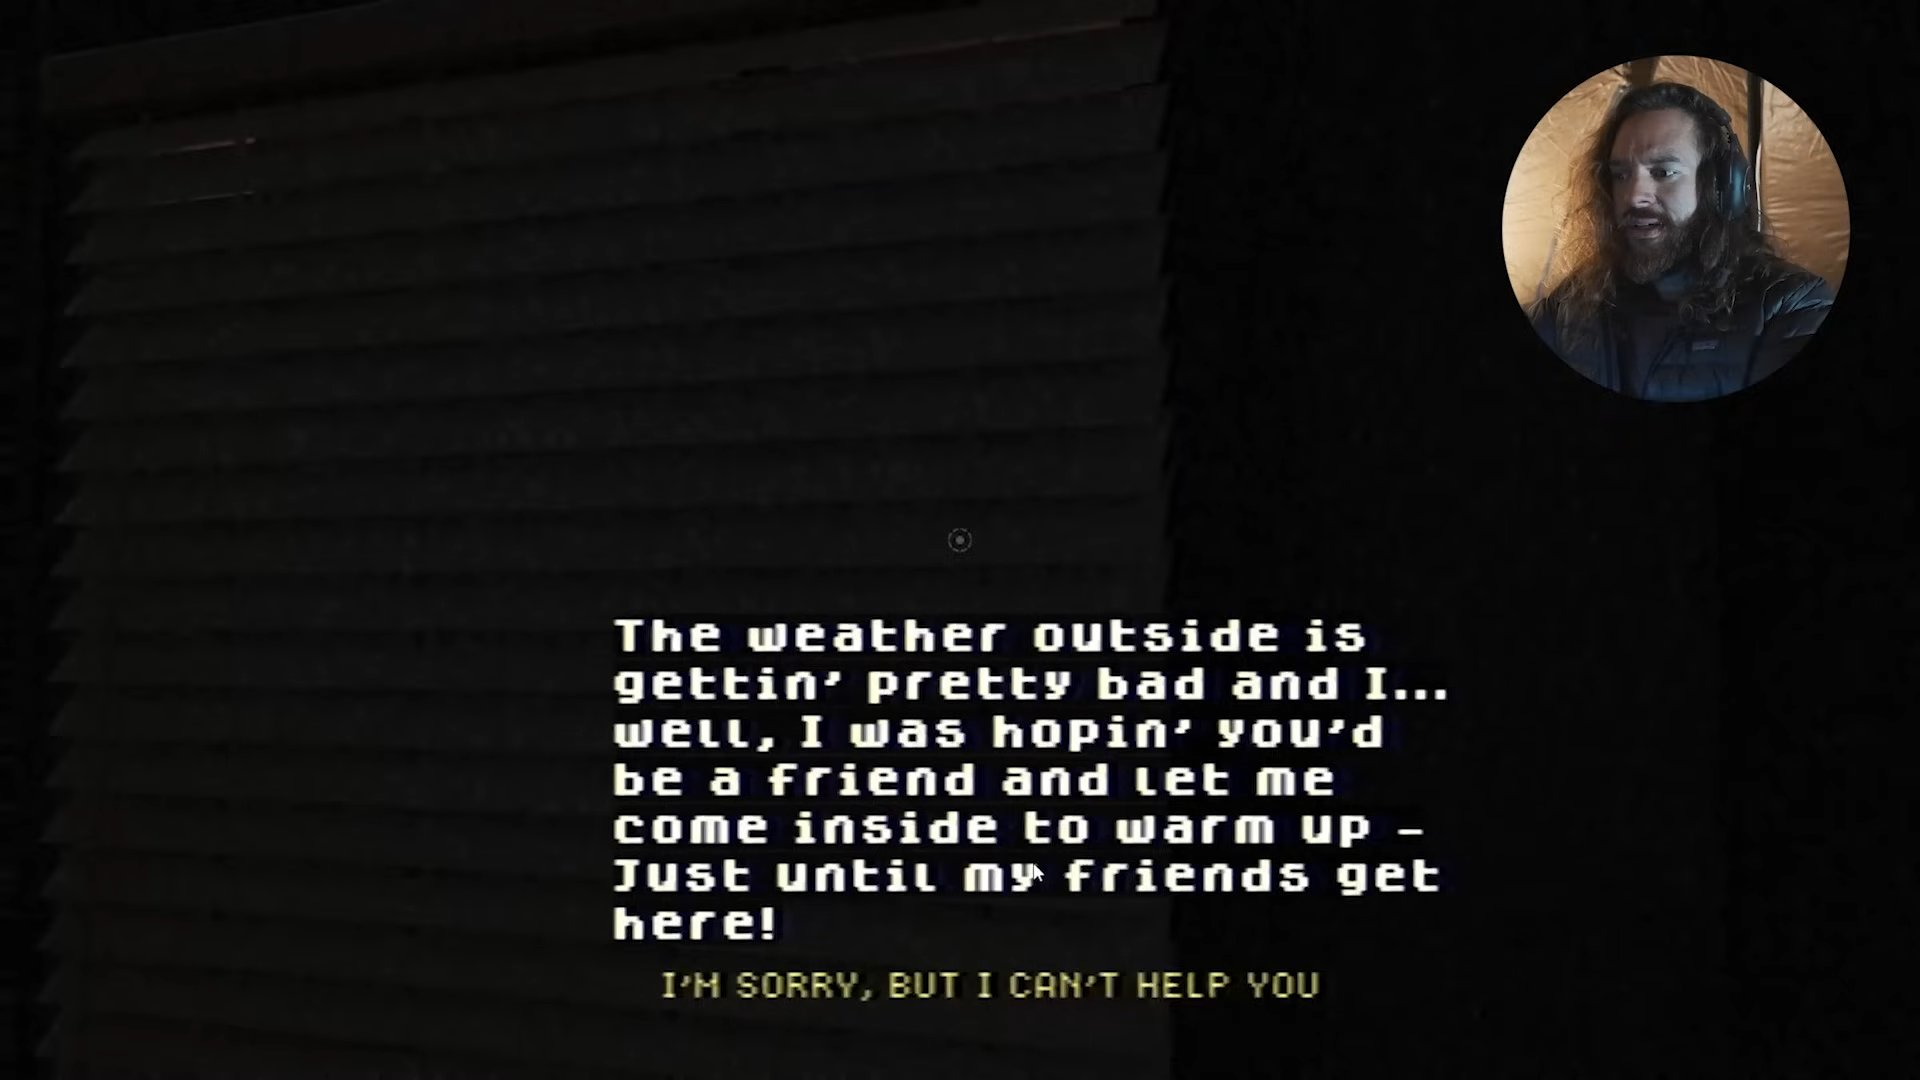 The weather outside is
gettin' pretty bad and I...
well, I was hopin' you'd
be a friend and let me
come inside to warm up -
Just until my friends get
here!
I'M SORRY, BUT I CAN'T HELP YOU